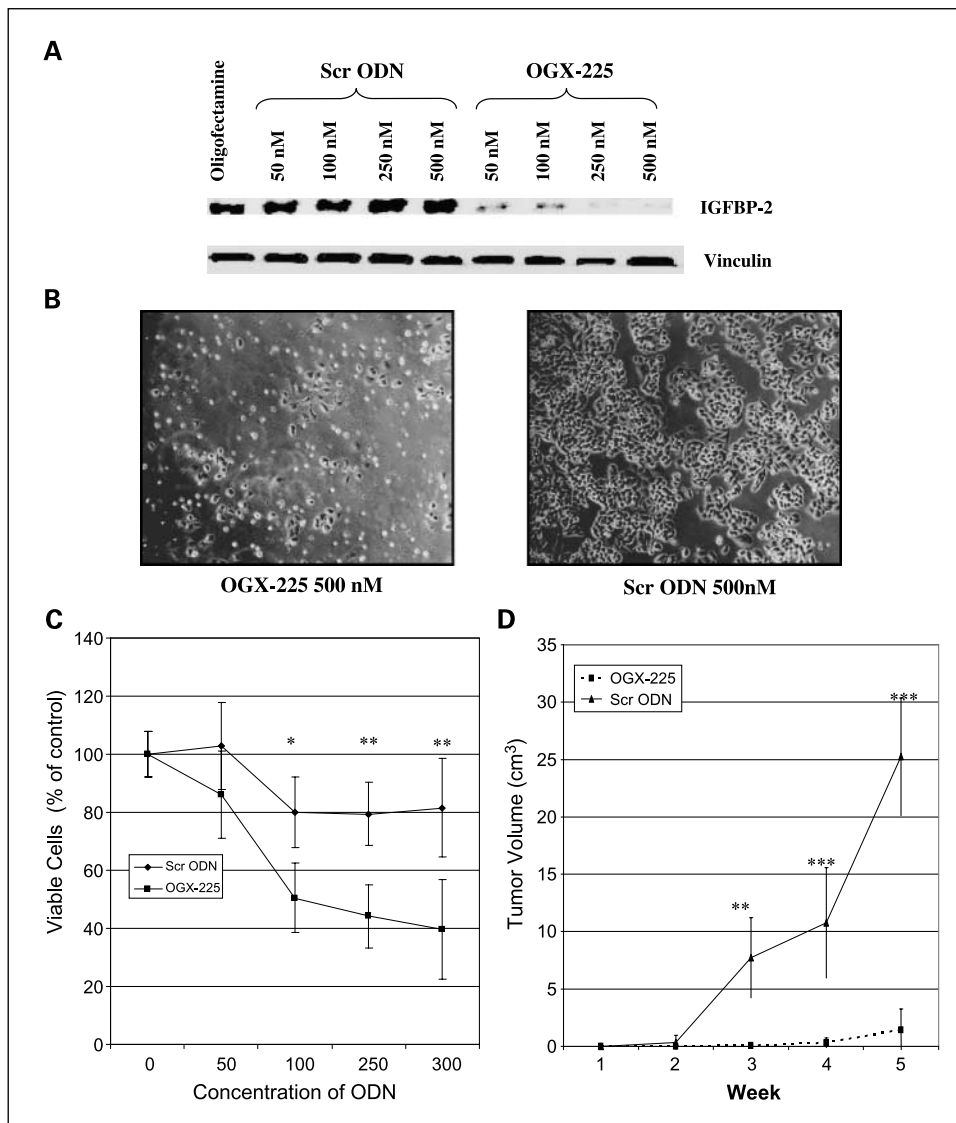 A
Scr ODN
OGX-225
Oligofectamine
50 nM
100 nM
250 nM
500 nM
50 nM
100 nM
250 nM
500 nM
IGFBP-2
Vinculin
B
OGX-225 500 nM
Scr ODN 500nM
C
140
120
100
80
60
40
20
0
Viable Cells (% of control)
*
**
**
Scr ODN
OGX-225
0
50
100
250
300
Concentration of ODN
D
35
30
25
20
15
10
5
0
Tumor Volume (cm³)
OGX-225
Scr ODN
**
***
***
1
2
3
4
5
Week